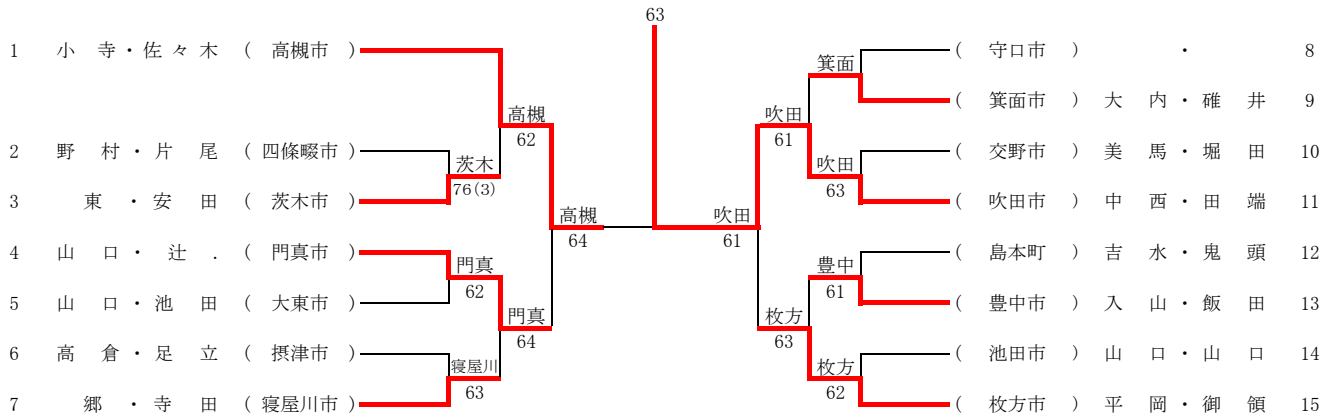 63
1 小 寺・佐 々 木 ( 高槻市 )
( 守口市 ) ・ 8
箕面
( 箕面市 ) 大 内・碓 井 9
高槻
62
吹田
61
2 野 村・片 尾 ( 四條畷市 )
( 交野市 ) 美 馬・堀 田 10
茨木
76(3)
吹田
63
3 東 ・安 田 ( 茨木市 )
( 吹田市 ) 中 西・田 端 11
高槻
64
吹田
61
4 山 口・辻 . ( 門真市 )
( 島本町 ) 吉 水・鬼 頭 12
門真
62
豊中
61
5 山 口・池 田 ( 大東市 )
( 豊中市 ) 入 山・飯 田 13
門真
64
枚方
63
6 高 倉・足 立 ( 摂津市 )
( 池田市 ) 山 口・山 口 14
寝屋川
63
枚方
62
7 郷 ・寺 田 ( 寝屋川市 )
( 枚方市 ) 平 岡・御 領 15